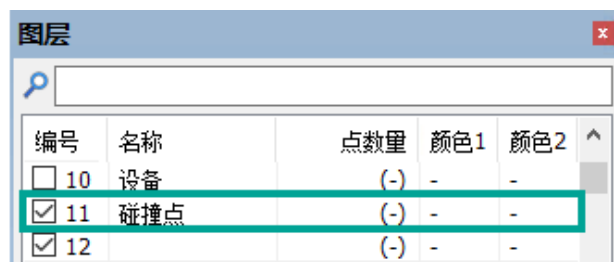 图层
编号 名称 点数量 颜色1 颜色2
10 设备 (-) - -
11 碰撞点 (-) - -
12 (-) - -